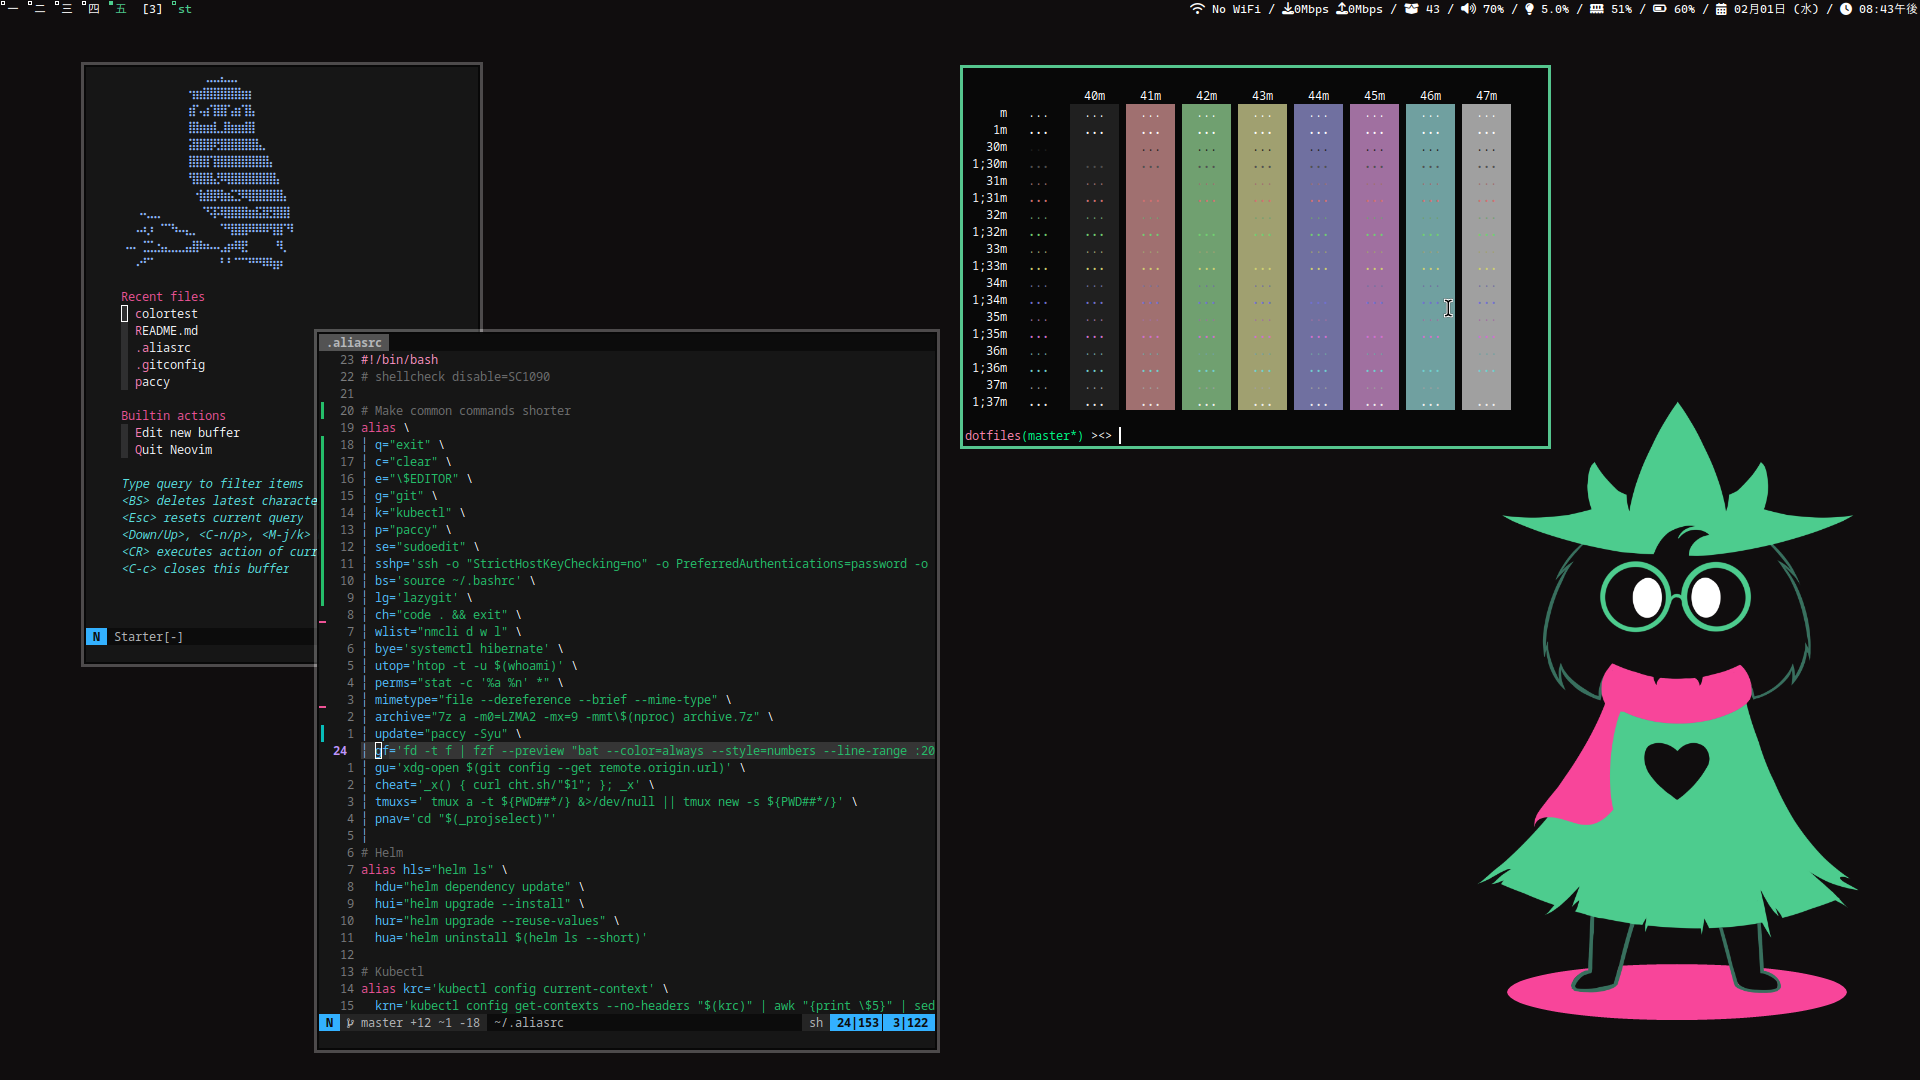 一 二 三 四 五 [3] st
No WiFi / 0Mbps 0Mbps / 43 / 70% / 5.0% / 51% / 60% / 02月01日 (水) / 08:43午後
Recent files
colortest
README.md
.aliasrc
.gitconfig
paccy
Builtin actions
Edit new buffer
Quit Neovim
Type query to filter items
<BS> deletes latest characte
<Esc> resets current query
<Down/Up>, <C-n/p>, <M-j/k>
<CR> executes action of curr
<C-c> closes this buffer
N Starter[-]
.aliasrc
23 #!/bin/bash
22 # shellcheck disable=SC1090
21
20 # Make common commands shorter
19 alias \
18 q="exit" \
17 c="clear" \
16 e="\$EDITOR" \
15 g="git" \
14 k="kubectl" \
13 p="paccy" \
12 se="sudoedit" \
11 sshp='ssh -o "StrictHostKeyChecking=no" -o PreferredAuthentications=password -o
10 bs='source ~/.bashrc' \
9 lg='lazygit' \
8 ch="code . && exit" \
7 wlist="nmcli d w l" \
6 bye='systemctl hibernate' \
5 utop='htop -t -u $(whoami)' \
4 perms="stat -c '%a %n' *" \
3 mimetype="file --dereference --brief --mime-type" \
2 archive="7z a -m0=LZMA2 -mx=9 -mmt\$(nproc) archive.7z" \
1 update="paccy -Syu" \
24 gf='fd -t f | fzf --preview "bat --color=always --style=numbers --line-range :20
1 gu='xdg-open $(git config --get remote.origin.url)' \
2 cheat='_x() { curl cht.sh/"$1"; }; _x' \
3 tmuxs=' tmux a -t ${PWD##*/} &>/dev/null || tmux new -s ${PWD##*/}' \
4 pnav='cd "$(_projselect)"'
5
6 # Helm
7 alias hls="helm ls" \
8 hdu="helm dependency update" \
9 hui="helm upgrade --install" \
10 hur="helm upgrade --reuse-values" \
11 hua='helm uninstall $(helm ls --short)'
12
13 # Kubectl
14 alias krc='kubectl config current-context' \
15 krn='kubectl config get-contexts --no-headers "$(krc)" | awk "{print \$5}" | sed
N master +12 ~1 -18 ~/.aliasrc sh 24|153 3|122
40m 41m 42m 43m 44m 45m 46m 47m
m ... ... ... ... ... ... ... ... ...
1m ... ... ... ... ... ... ... ... ...
30m ... ... ... ... ... ... ... ...
1;30m ... ... ... ... ... ... ... ... ...
31m ... ... ... ... ... ... ... ... ...
1;31m ... ... ... ... ... ... ... ... ...
32m ... ... ... ... ... ... ... ... ...
1;32m ... ... ... ... ... ... ... ... ...
33m ... ... ... ... ... ... ... ... ...
1;33m ... ... ... ... ... ... ... ... ...
34m ... ... ... ... ... ... ... ... ...
1;34m ... ... ... ... ... ... ... ... ...
35m ... ... ... ... ... ... ... ... ...
1;35m ... ... ... ... ... ... ... ... ...
36m ... ... ... ... ... ... ... ... ...
1;36m ... ... ... ... ... ... ... ... ...
37m ... ... ... ... ... ... ... ... ...
1;37m ... ... ... ... ... ... ... ... ...
dotfiles(master*) ><>